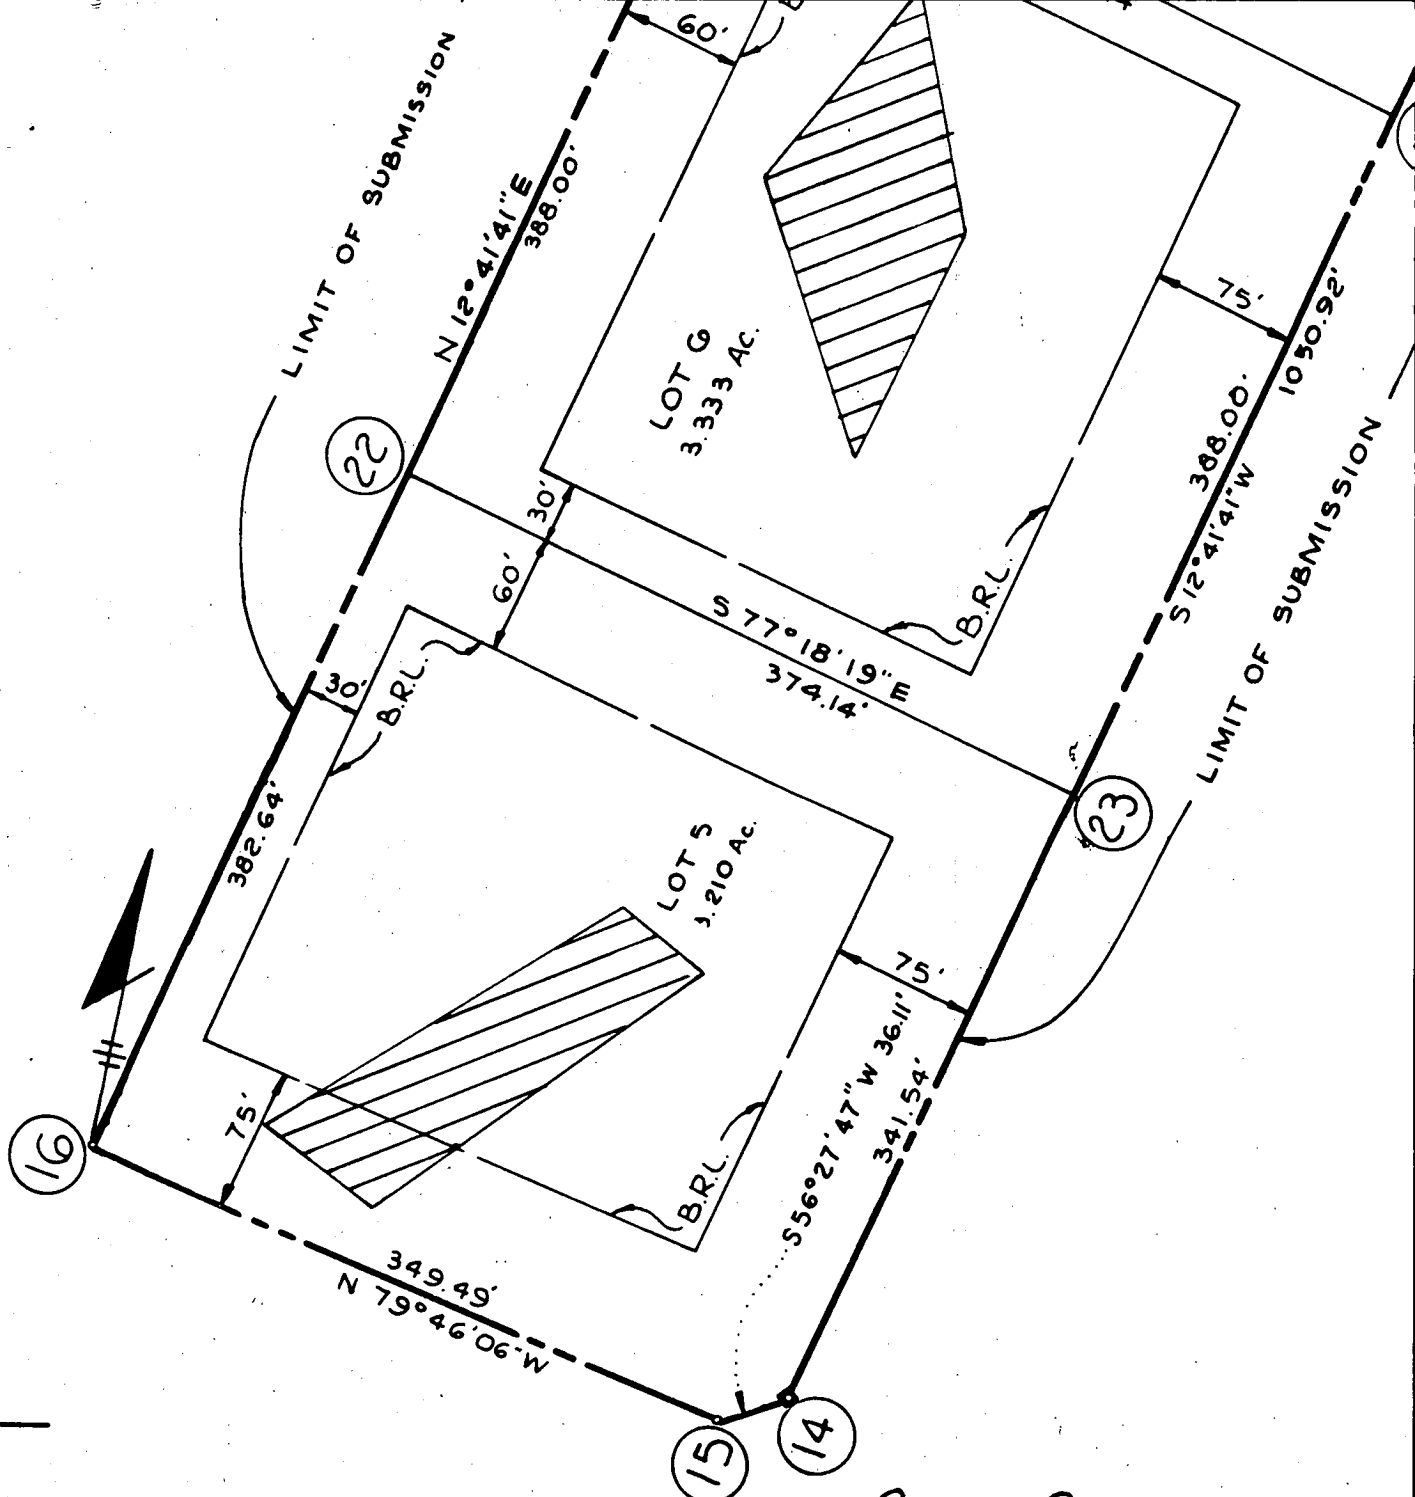 60'
LIMIT OF SUBMISSION
N 12°41'41"E
388.00'
22
LOT 6
3.333 Ac.
75'
1050.92'
388.00'
S 12°41'41"W
LIMIT OF SUBMISSION
30'
60'
B.R.L.
S 77°18'19"E
374.14'
30'
B.R.L.
382.64'
23
LOT 5
.210 Ac.
75'
S56°27'47"W 36.11'
341.54'
75'
16
B.R.L.
349.49'
N 79°46'06"W
15
14